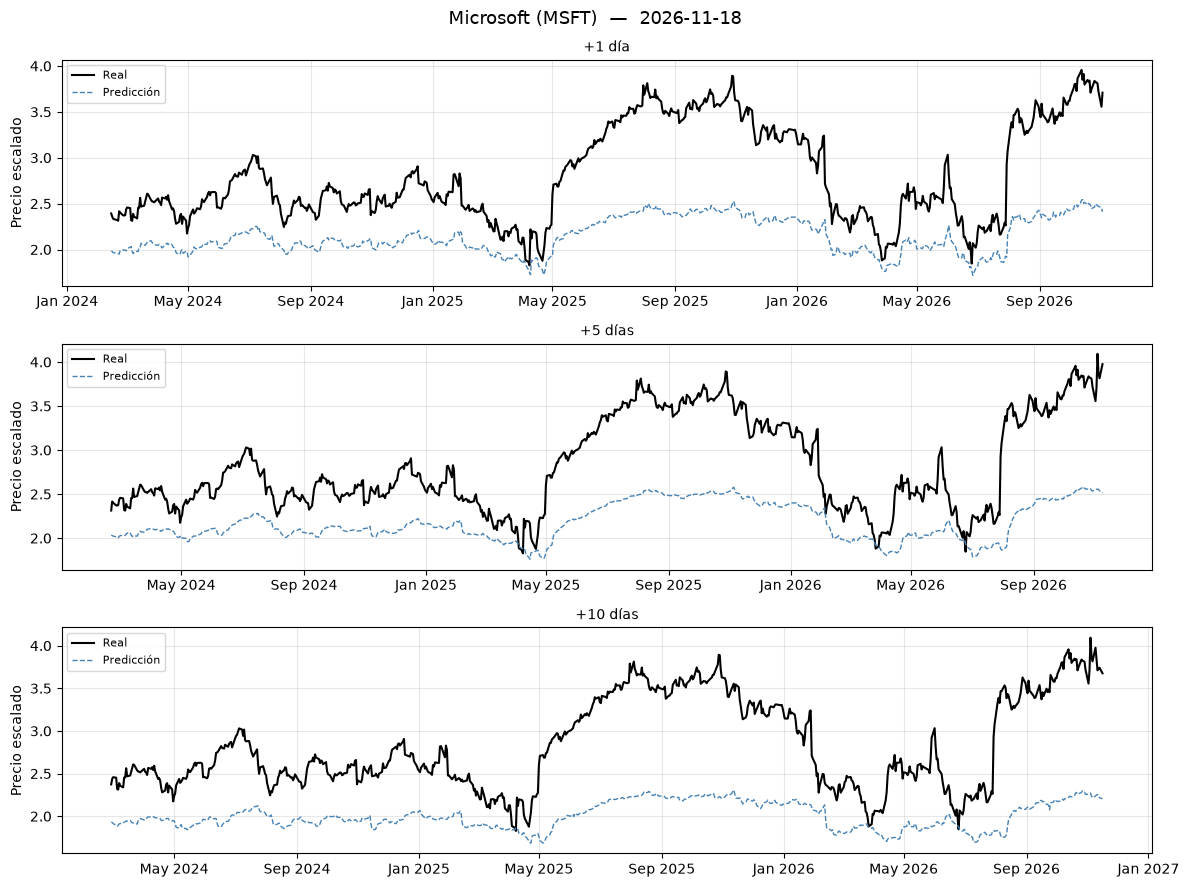 Microsoft (MSFT) — 2026-11-18
+1 día
Precio escalado
4.0
3.5
3.0
2.5
2.0
Real
Predicción
Jan 2024 May 2024 Sep 2024 Jan 2025 May 2025 Sep 2025 Jan 2026 May 2026 Sep 2026
+5 días
Precio escalado
4.0
3.5
3.0
2.5
2.0
Real
Predicción
May 2024 Sep 2024 Jan 2025 May 2025 Sep 2025 Jan 2026 May 2026 Sep 2026
+10 días
Precio escalado
4.0
3.5
3.0
2.5
2.0
Real
Predicción
May 2024 Sep 2024 Jan 2025 May 2025 Sep 2025 Jan 2026 May 2026 Sep 2026 Jan 2027